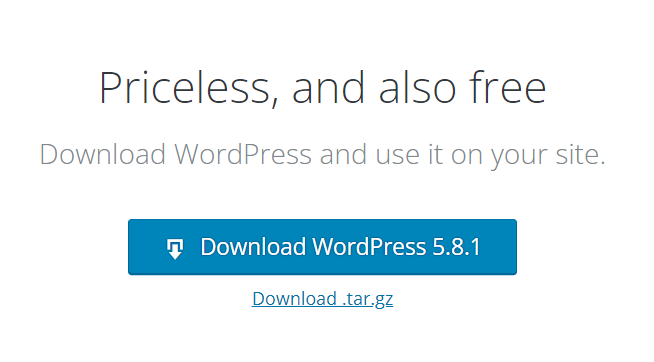 Priceless, and also free
Download WordPress and use it on your site.
Download WordPress 5.8.1
Download .tar.gz